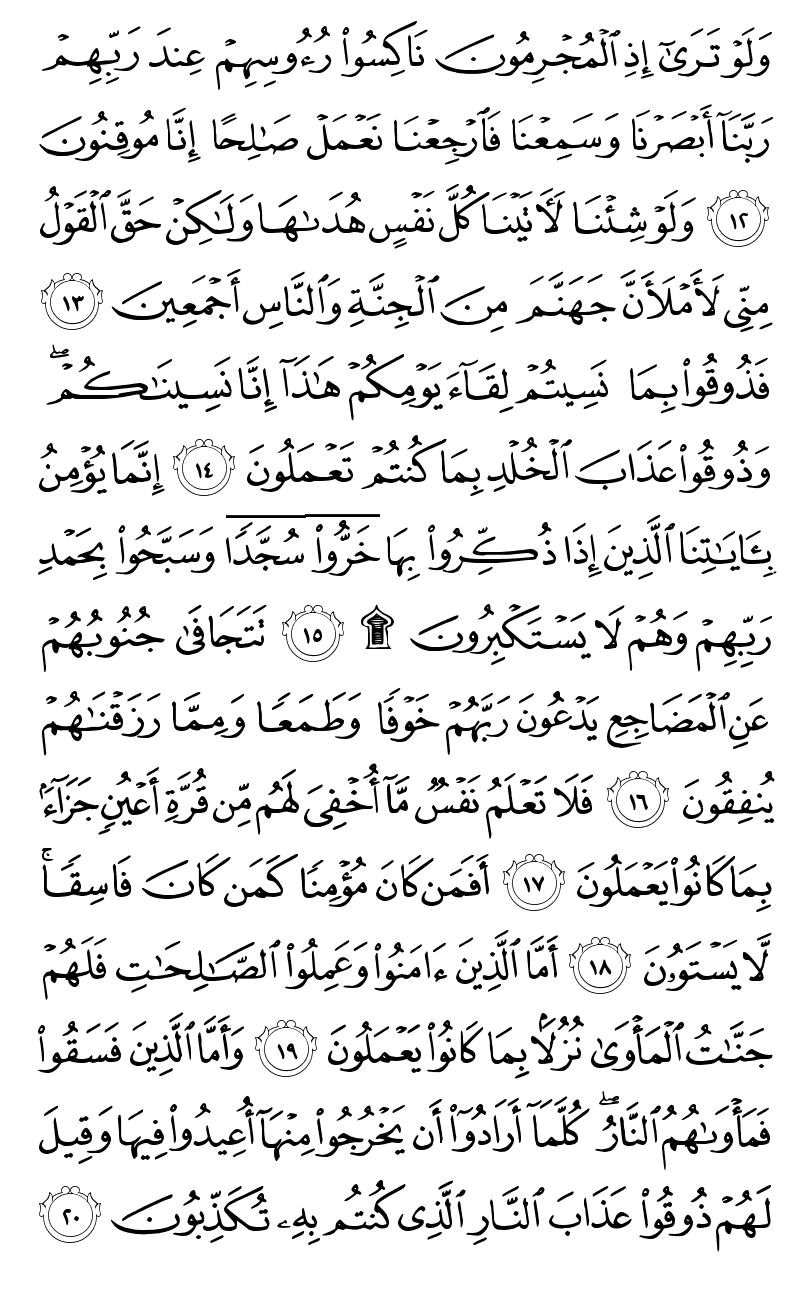 وَلَوْ تَرَىٰٓ إِذِ ٱلْمُجْرِمُونَ نَاكِسُوا۟ رُءُوسِهِمْ عِندَ رَبِّهِمْ
رَبَّنَآ أَبْصَرْنَا وَسَمِعْنَا فَٱرْجِعْنَا نَعْمَلْ صَـٰلِحًا إِنَّا مُوقِنُونَ
١٢ وَلَوْ شِئْنَا لَـَٔاتَيْنَا كُلَّ نَفْسٍ هُدَىٰهَا وَلَـٰكِنْ حَقَّ ٱلْقَوْلُ
مِنِّى لَأَمْلَأَنَّ جَهَنَّمَ مِنَ ٱلْجِنَّةِ وَٱلنَّاسِ أَجْمَعِينَ ١٣
فَذُوقُوا۟ بِمَا نَسِيتُمْ لِقَآءَ يَوْمِكُمْ هَـٰذَآ إِنَّا نَسِينَـٰكُمْ ۖ
وَذُوقُوا۟ عَذَابَ ٱلْخُلْدِ بِمَا كُنتُمْ تَعْمَلُونَ ١٤ إِنَّمَا يُؤْمِنُ
بِـَٔايَـٰتِنَا ٱلَّذِينَ إِذَا ذُكِّرُوا۟ بِهَا خَرُّوا۟ سُجَّدًا وَسَبَّحُوا۟ بِحَمْدِ
رَبِّهِمْ وَهُمْ لَا يَسْتَكْبِرُونَ ۩ ١٥ تَتَجَافَىٰ جُنُوبُهُمْ
عَنِ ٱلْمَضَاجِعِ يَدْعُونَ رَبَّهُمْ خَوْفًا وَطَمَعًا وَمِمَّا رَزَقْنَـٰهُمْ
يُنفِقُونَ ١٦ فَلَا تَعْلَمُ نَفْسٌ مَّآ أُخْفِىَ لَهُم مِّن قُرَّةِ أَعْيُنٍ جَزَآءًۢ
بِمَا كَانُوا۟ يَعْمَلُونَ ١٧ أَفَمَن كَانَ مُؤْمِنًا كَمَن كَانَ فَاسِقًا ۚ
لَّا يَسْتَوُۥنَ ١٨ أَمَّا ٱلَّذِينَ ءَامَنُوا۟ وَعَمِلُوا۟ ٱلصَّـٰلِحَـٰتِ فَلَهُمْ
جَنَّـٰتُ ٱلْمَأْوَىٰ نُزُلًۢا بِمَا كَانُوا۟ يَعْمَلُونَ ١٩ وَأَمَّا ٱلَّذِينَ فَسَقُوا۟
فَمَأْوَىٰهُمُ ٱلنَّارُ ۖ كُلَّمَآ أَرَادُوٓا۟ أَن يَخْرُجُوا۟ مِنْهَآ أُعِيدُوا۟ فِيهَا وَقِيلَ
لَهُمْ ذُوقُوا۟ عَذَابَ ٱلنَّارِ ٱلَّذِى كُنتُم بِهِۦ تُكَذِّبُونَ ٢٠